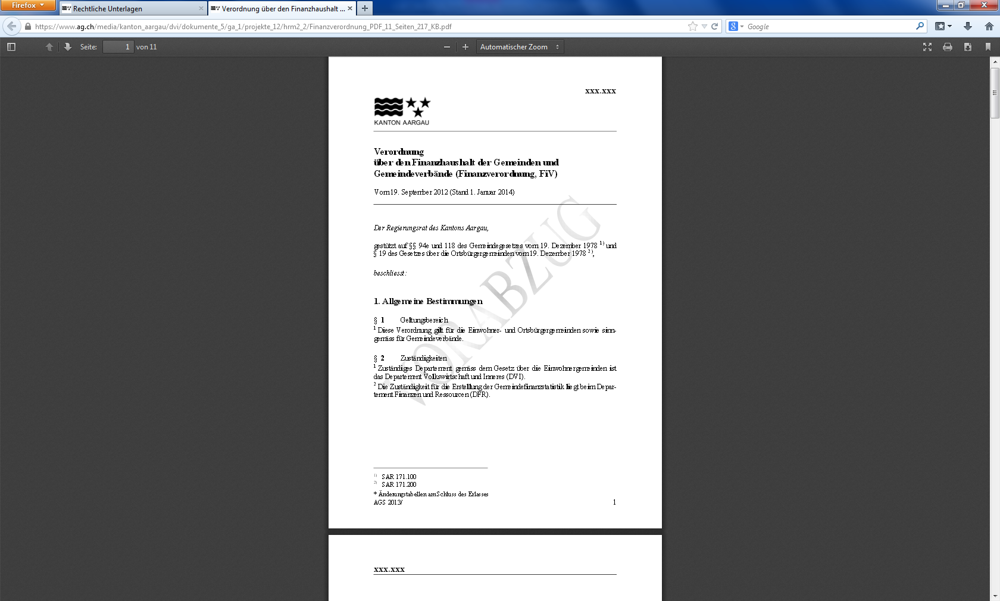 Firefox
Rechtliche Unterlagen
Verordnung über den Finanzhaushalt ...
https://www.ag.ch/media/kanton_aargau/dvi/dokumente_5/ga_1/projekte_12/hrm2_2/Finanzverordnung_PDF_11_Seiten_217_KB.pdf
Google
Seite: 1 von 11
Automatischer Zoom
xxx.xxx
KANTON AARGAU
Verordnung
über den Finanzhaushalt der Gemeinden und
Gemeindeverbände (Finanzverordnung, FiV)
Vom 19. September 2012 (Stand 1. Januar 2014)
Der Regierungsrat des Kantons Aargau,
gestützt auf §§ 94e und 118 des Gemeindegesetzes vom 19. Dezember 1978 1) und
§ 19 des Gesetzes über die Ortsbürgergemeinden vom 19. Dezember 1978 2),
beschliesst:
VORABZUG
1. Allgemeine Bestimmungen
§ 1 Geltungsbereich
1 Diese Verordnung gilt für die Einwohner- und Ortsbürgergemeinden sowie sinn-
gemäss für Gemeindeverbände.
§ 2 Zuständigkeiten
1 Zuständiges Departement gemäss dem Gesetz über die Einwohnergemeinden ist
das Departement Volkswirtschaft und Inneres (DVI).
2 Die Zuständigkeit für die Erstellung der Gemeindefinanzstatistik liegt beim Depar-
tement Finanzen und Ressourcen (DFR).
1) SAR 171.100
2) SAR 171.200
* Änderungstabellen am Schluss des Erlasses
AGS 2013/ 1
xxx.xxx